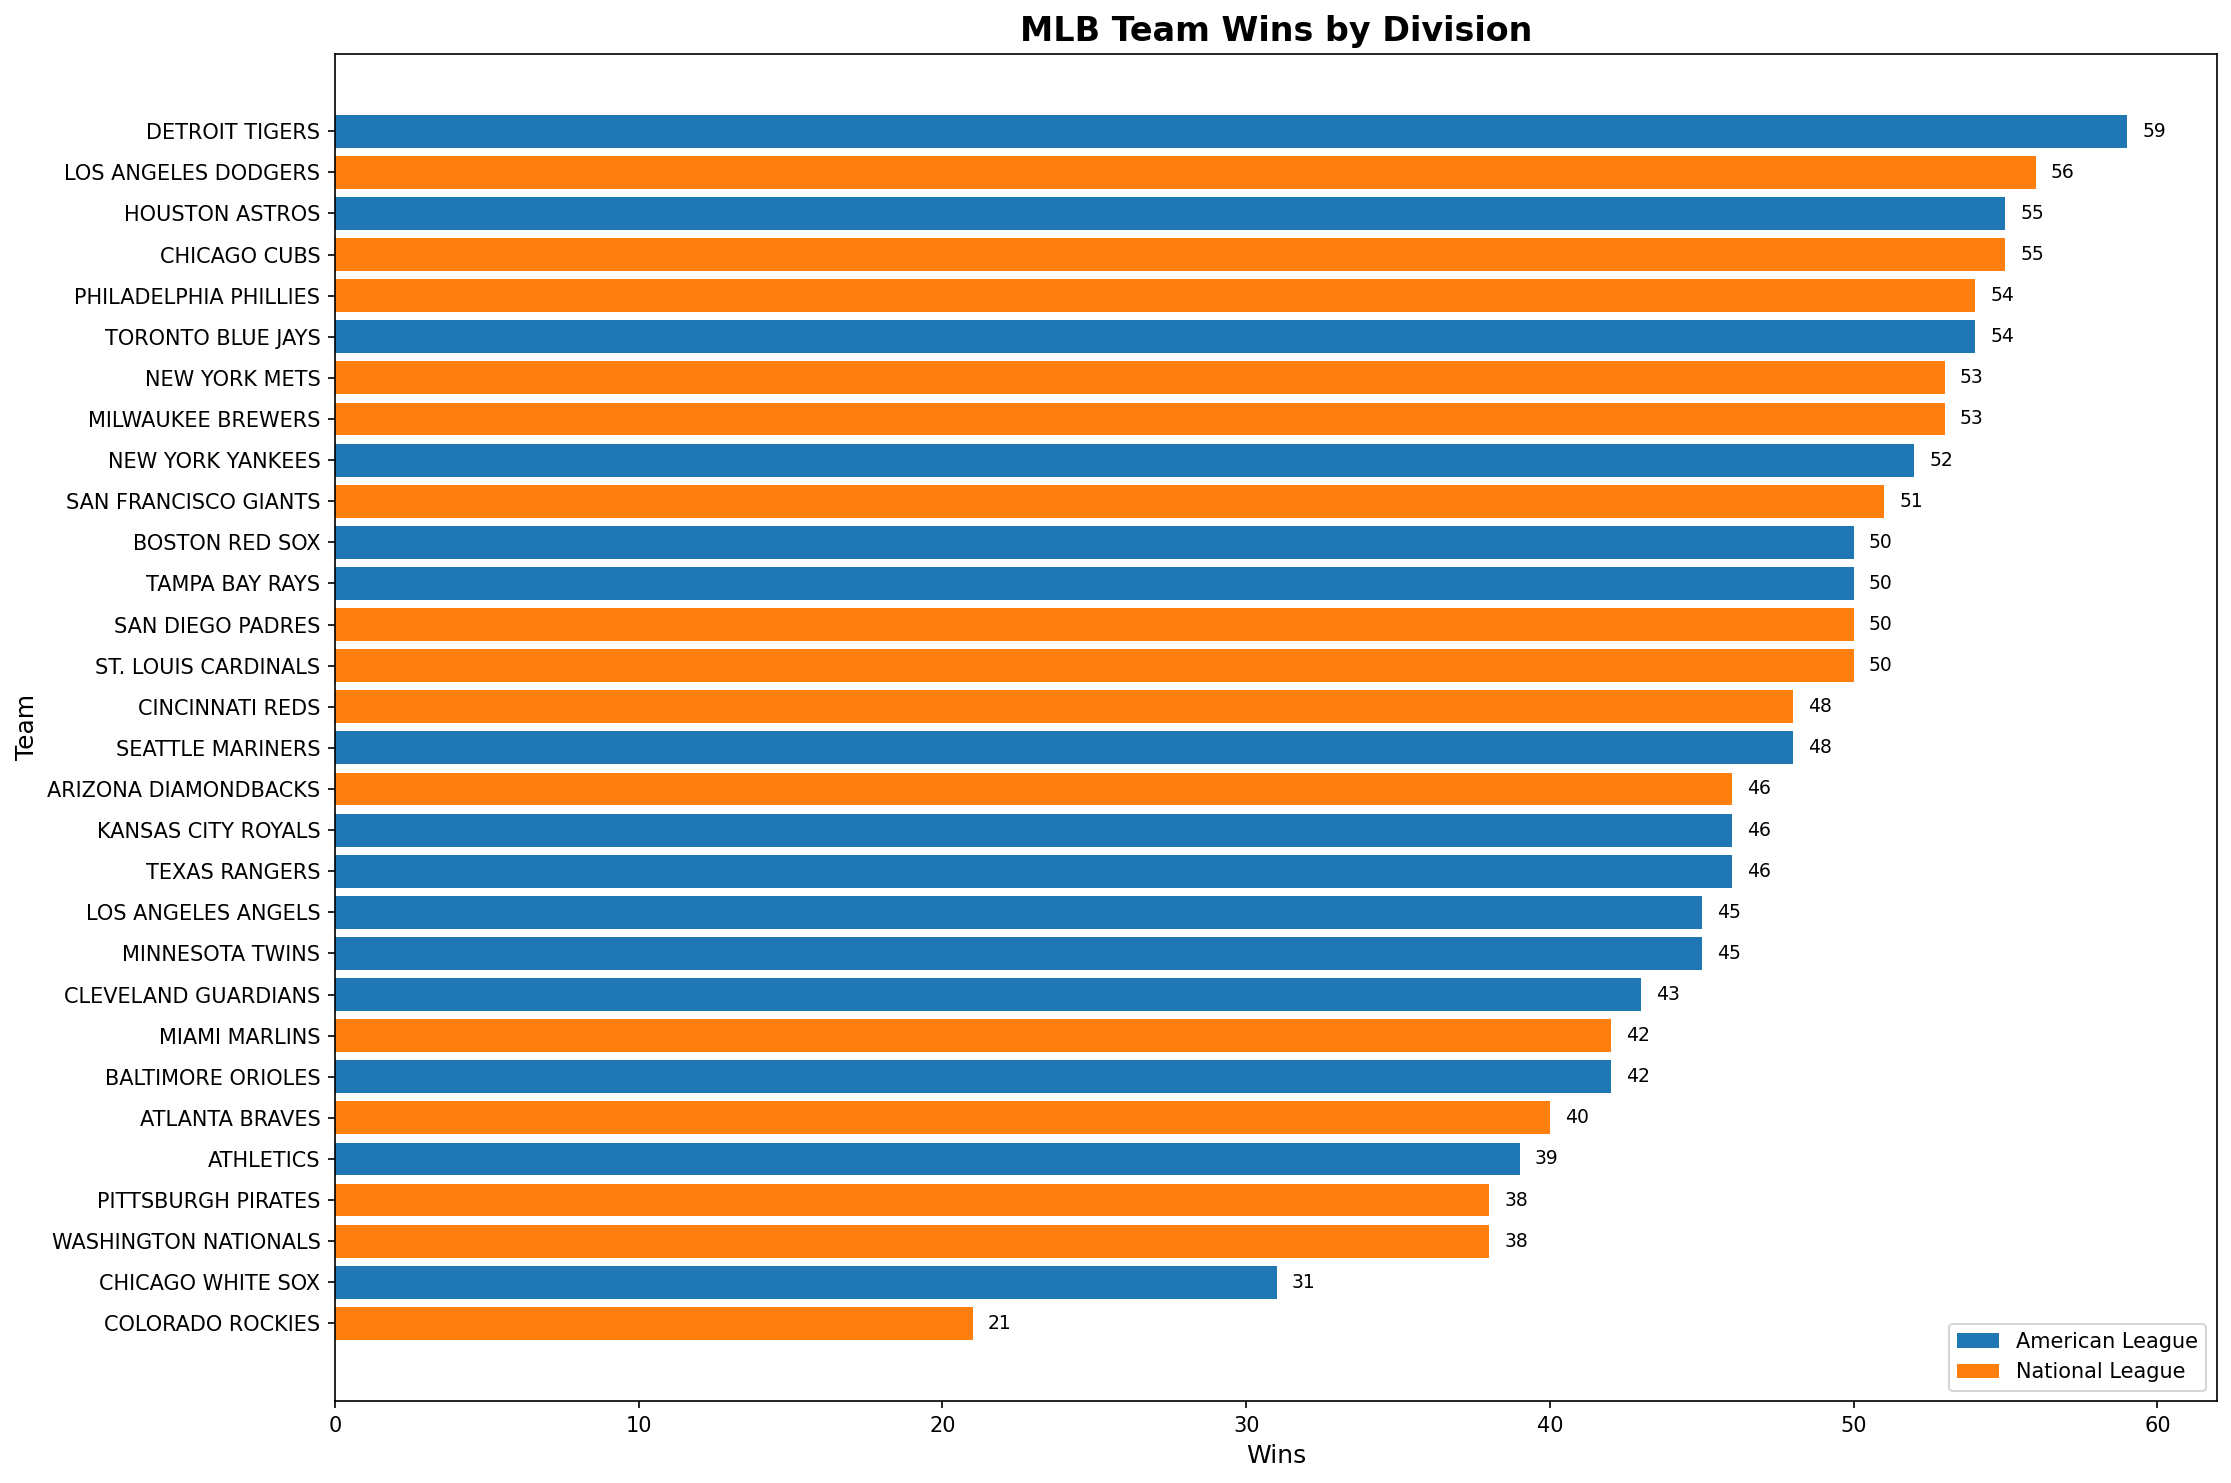 MLB Team Wins by Division
DETROIT TIGERS 59
LOS ANGELES DODGERS 56
HOUSTON ASTROS 55
CHICAGO CUBS 55
PHILADELPHIA PHILLIES 54
TORONTO BLUE JAYS 54
NEW YORK METS 53
MILWAUKEE BREWERS 53
NEW YORK YANKEES 52
SAN FRANCISCO GIANTS 51
BOSTON RED SOX 50
TAMPA BAY RAYS 50
SAN DIEGO PADRES 50
ST. LOUIS CARDINALS 50
CINCINNATI REDS 48
SEATTLE MARINERS 48
ARIZONA DIAMONDBACKS 46
KANSAS CITY ROYALS 46
TEXAS RANGERS 46
LOS ANGELES ANGELS 45
MINNESOTA TWINS 45
CLEVELAND GUARDIANS 43
MIAMI MARLINS 42
BALTIMORE ORIOLES 42
ATLANTA BRAVES 40
ATHLETICS 39
PITTSBURGH PIRATES 38
WASHINGTON NATIONALS 38
CHICAGO WHITE SOX 31
COLORADO ROCKIES 21
Team
American League
National League
0 10 20 30 40 50 60
Wins